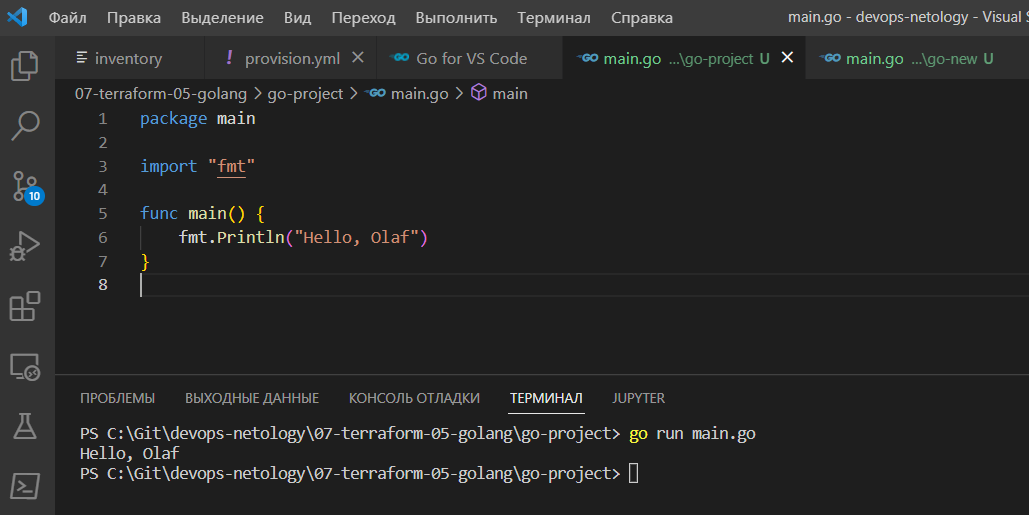 Файл Правка Выделение Вид Переход Выполнить Терминал Справка main.go - devops-netology - Visual S
inventory ! provision.yml Go for VS Code main.go ...\go-project U main.go ...\go-new U
07-terraform-05-golang > go-project > main.go > main
1 package main
2
3 import "fmt"
4
5 func main() {
6 fmt.Println("Hello, Olaf")
7 }
8
10
ПРОБЛЕМЫ ВЫХОДНЫЕ ДАННЫЕ КОНСОЛЬ ОТЛАДКИ ТЕРМИНАЛ JUPYTER
PS C:\Git\devops-netology\07-terraform-05-golang\go-project> go run main.go
Hello, Olaf
PS C:\Git\devops-netology\07-terraform-05-golang\go-project>